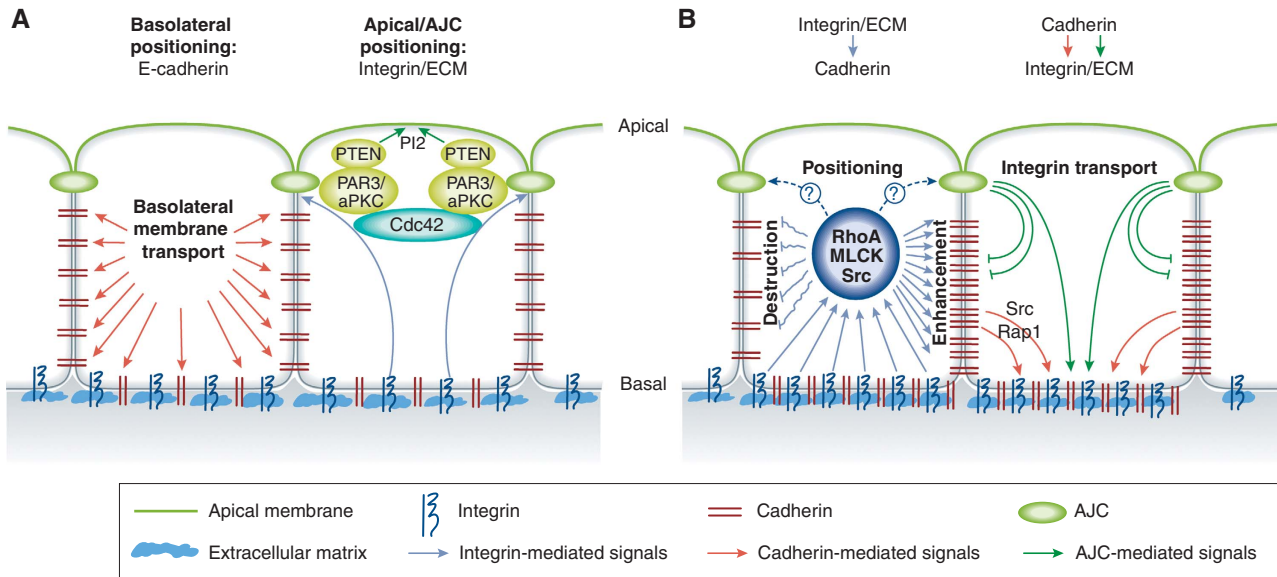 A
Basolateral
positioning:
E-cadherin
Apical/AJC
positioning:
Integrin/ECM
PI2
PTEN
PTEN
PAR3/
aPKC
PAR3/
aPKC
Cdc42
Basolateral
membrane
transport
Apical
Basal
B
Integrin/ECM
Cadherin
Cadherin
Integrin/ECM
Positioning
?
?
RhoA
MLCK
Src
Destruction
Enhancement
Integrin transport
Src
Rap1
Apical membrane
Integrin
Cadherin
AJC
Extracellular matrix
Integrin-mediated signals
Cadherin-mediated signals
AJC-mediated signals